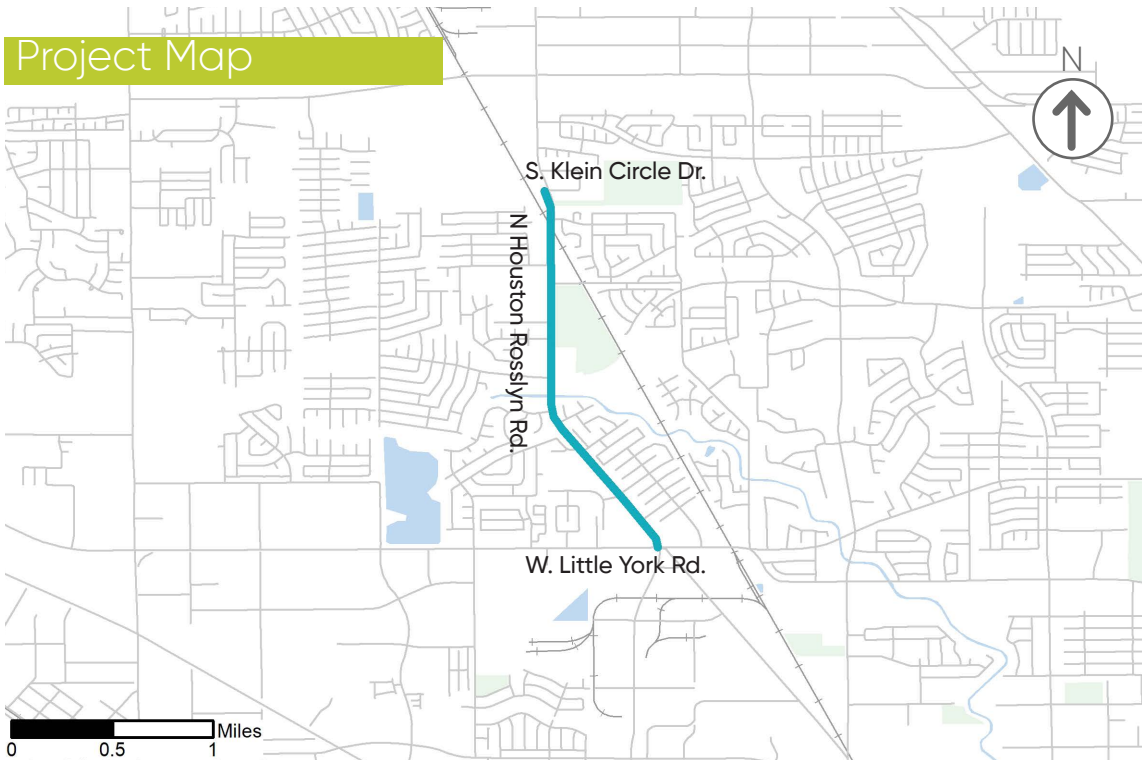 Project Map
N
S. Klein Circle Dr.
N Houston Rosslyn Rd.
W. Little York Rd.
Miles
0 0.5 1